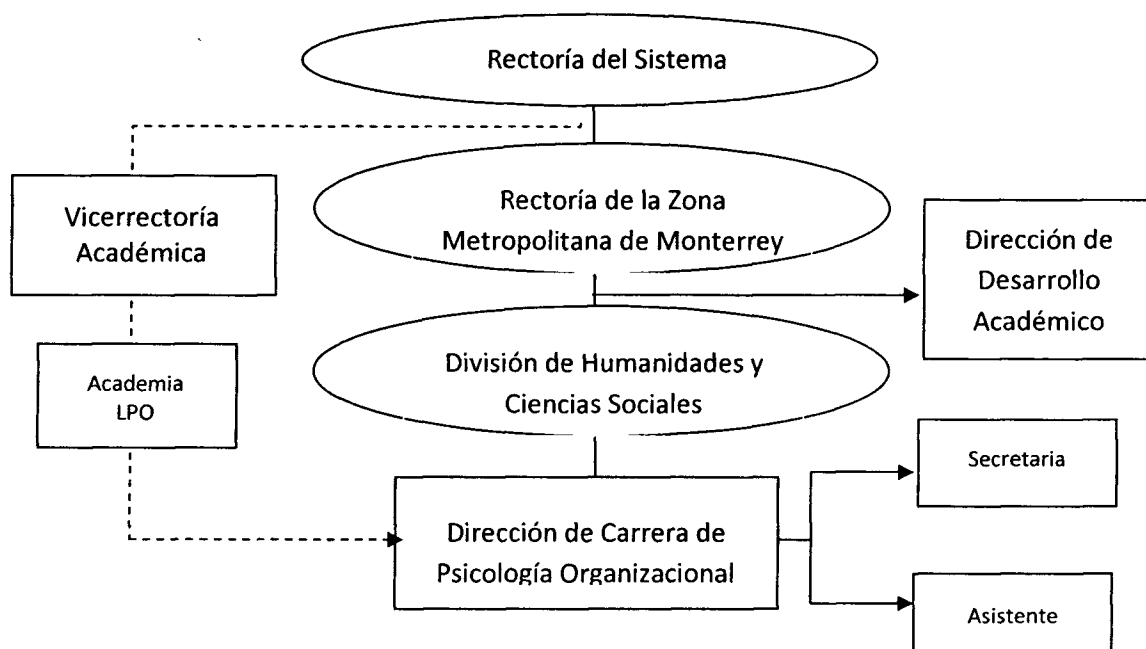 Rectoría del Sistema
Vicerrectoría
Académica
Rectoría de la Zona
Metropolitana de Monterrey
Dirección de
Desarrollo
Académico
Academia
LPO
División de Humanidades y
Ciencias Sociales
Secretaria
Dirección de Carrera de
Psicología Organizacional
Asistente